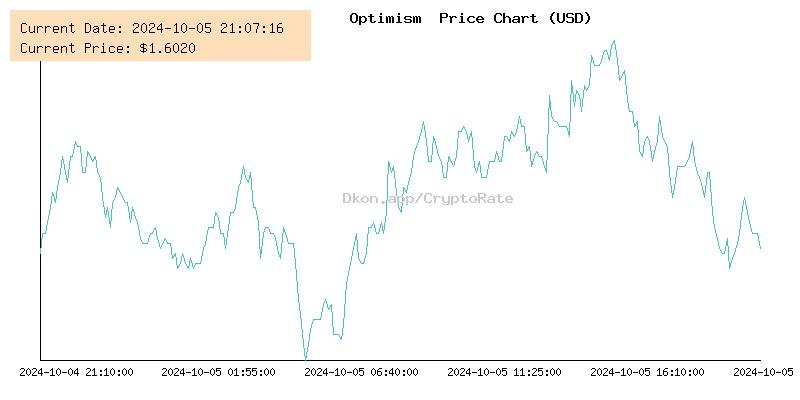 Optimism  Price Chart (USD)
Current Date: 2024-10-05 21:07:16
Current Price: $1.6020
Dkon.app/CryptoRate
2024-10-04 21:10:00 2024-10-05 01:55:00 2024-10-05 06:40:00 2024-10-05 11:25:00 2024-10-05 16:10:00 2024-10-05